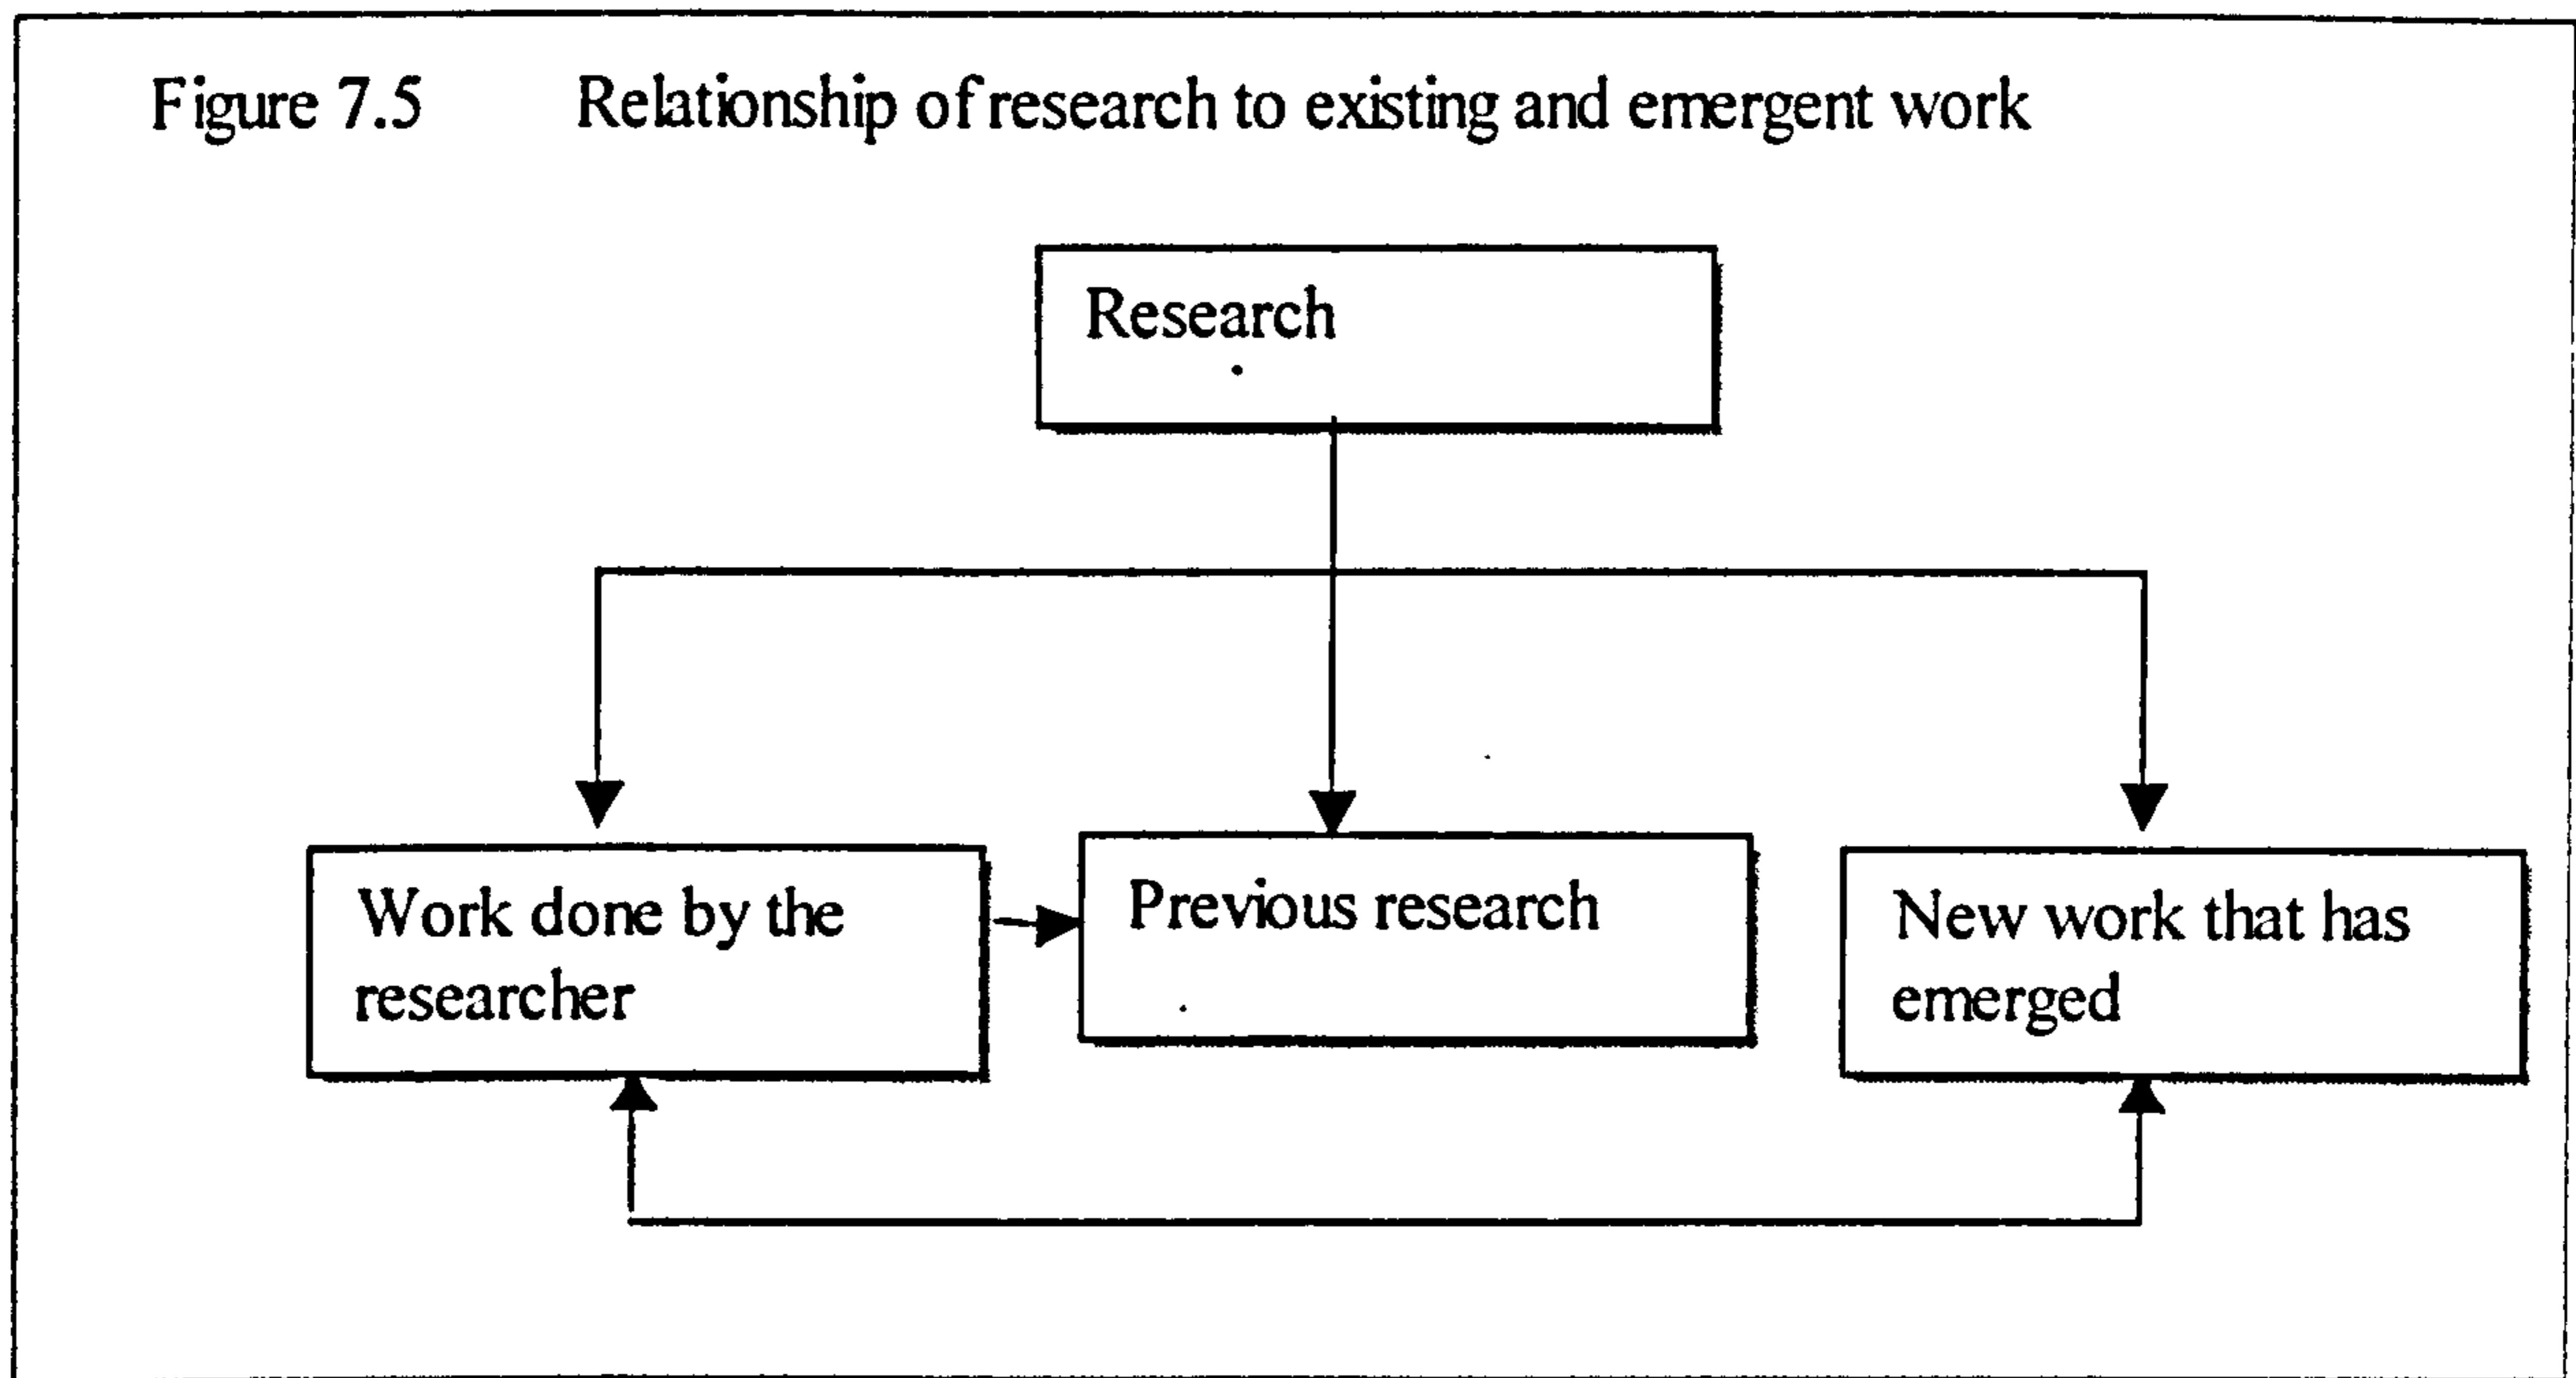 Figure 7.5 Relationship of research to existing and emergent work
Research
Work done by the
researcher
Previous research
New work that has
emerged